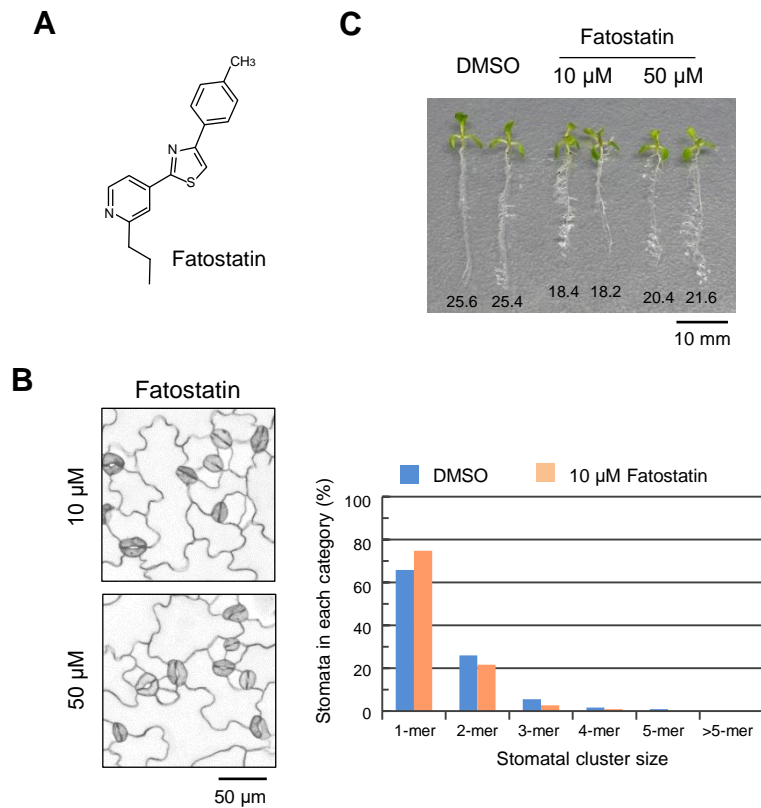 A
CH3
N
S
N
Fatostatin
C
Fatostatin
DMSO
10 µM
50 µM
25.6
25.4
18.4
18.2
20.4
21.6
10 mm
B
Fatostatin
10 µM
50 µM
50 µm
DMSO
10 µM Fatostatin
Stomata in each category (%)
100
80
60
40
20
0
1-mer
2-mer
3-mer
4-mer
5-mer
>5-mer
Stomatal cluster size